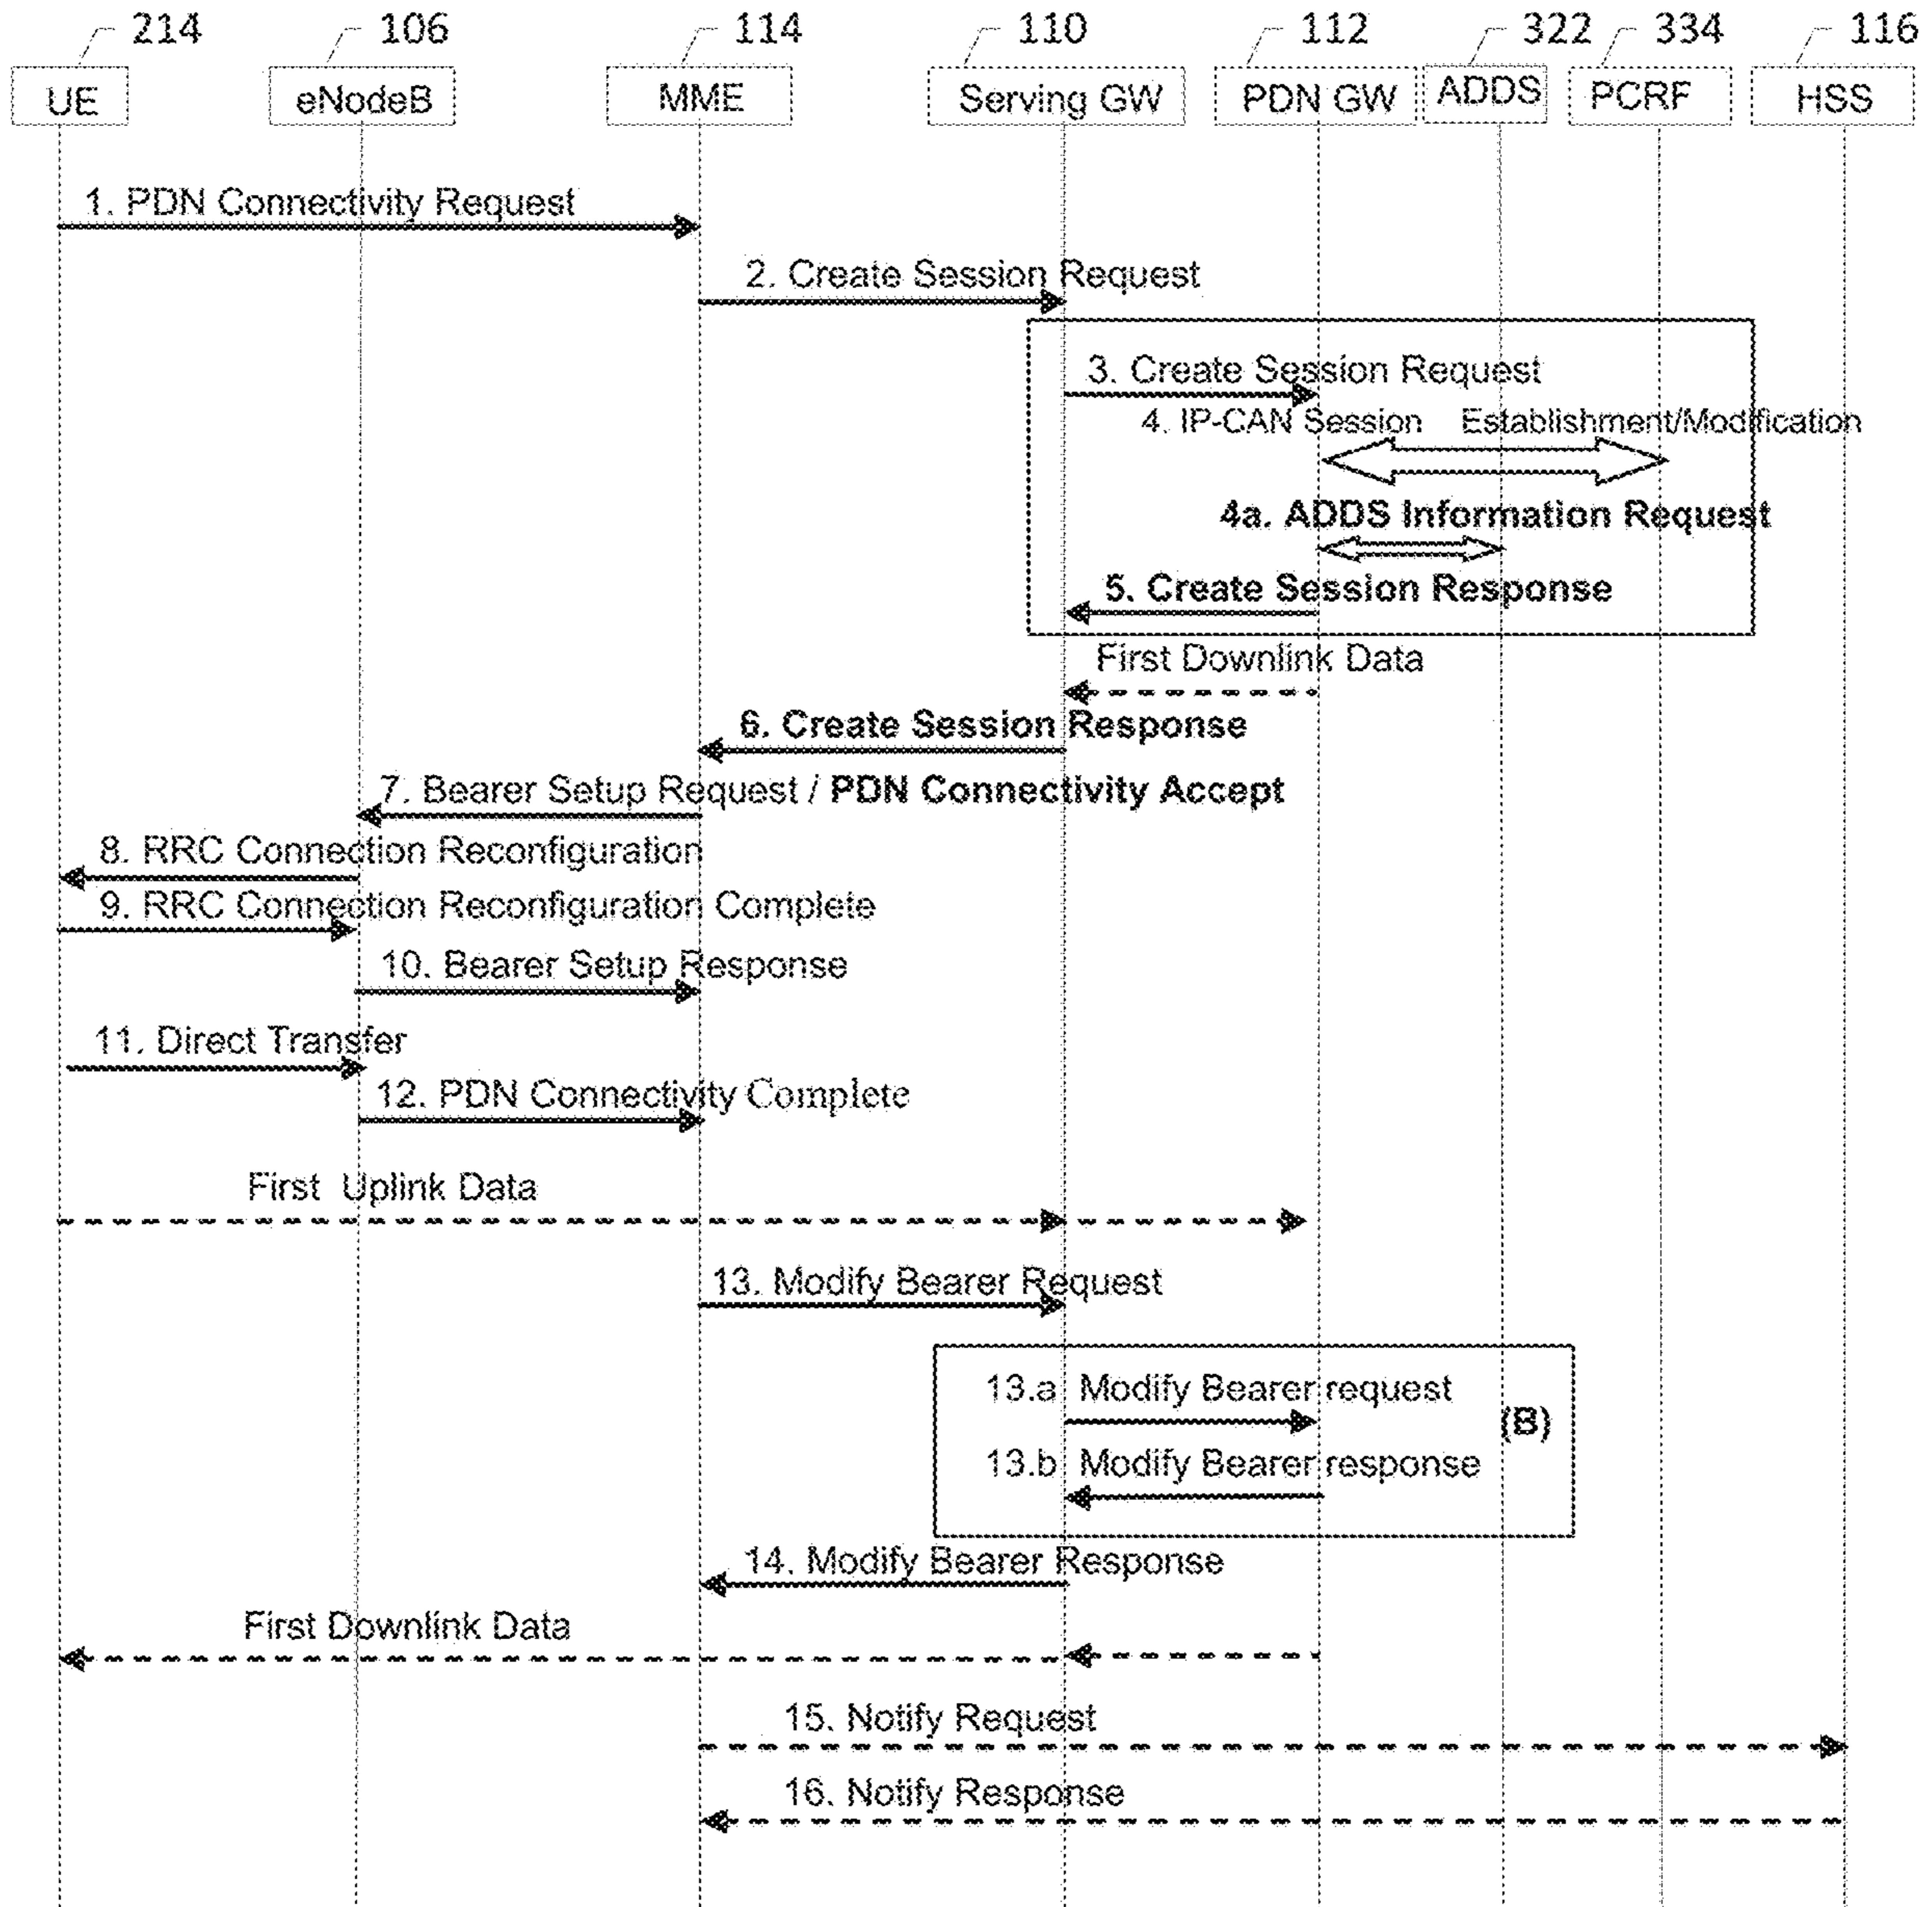 214 106 114 110 112 322 334 116
UE eNodeB MME Serving GW PDN GW ADDS PCRF HSS
1. PDN Connectivity Request
2. Create Session Request
3. Create Session Request
4. IP-CAN Session Establishment/Modification
4a. ADDS Information Request
5. Create Session Response
First Downlink Data
6. Create Session Response
7. Bearer Setup Request / PDN Connectivity Accept
8. RRC Connection Reconfiguration
9. RRC Connection Reconfiguration Complete
10. Bearer Setup Response
11. Direct Transfer
12. PDN Connectivity Complete
First Uplink Data
13. Modify Bearer Request
13.a Modify Bearer request
(B)
13.b Modify Bearer response
14. Modify Bearer Response
First Downlink Data
15. Notify Request
16. Notify Response